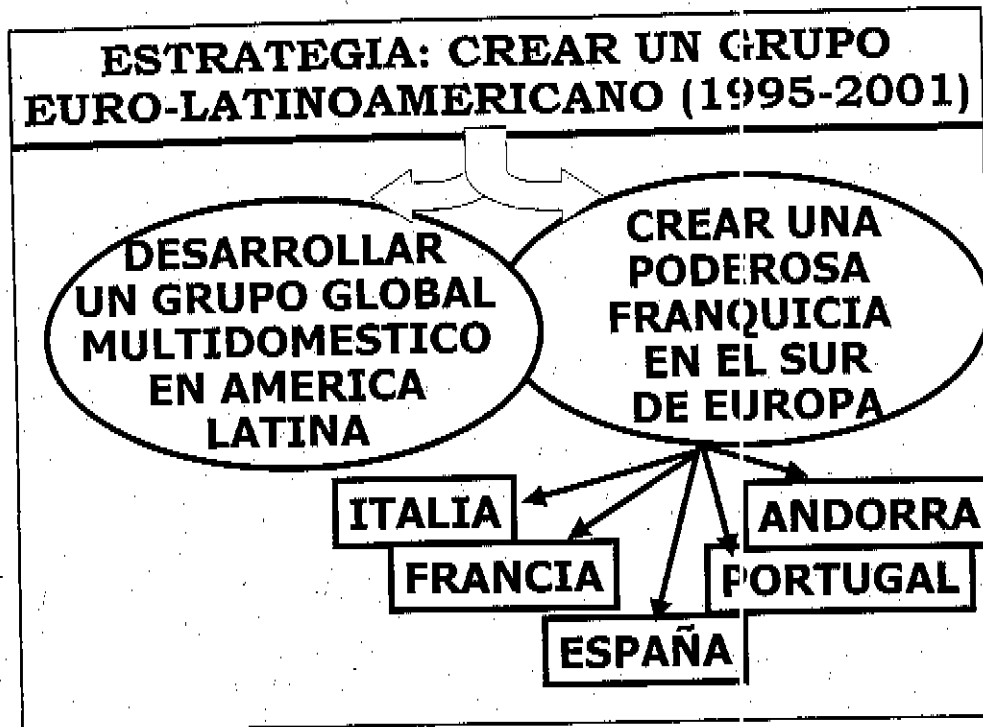 ESTRATEGIA: CREAR UN GRUPO
EURO-LATINOAMERICANO (1995-2001)
DESARROLLAR
UN GRUPO GLOBAL
MULTIDOMESTICO
EN AMERICA
LATINA
CREAR UNA
PODEROSA
FRANQUICIA
EN EL SUR
DE EUROPA
ITALIA
ANDORRA
FRANCIA
PORTUGAL
ESPAÑA